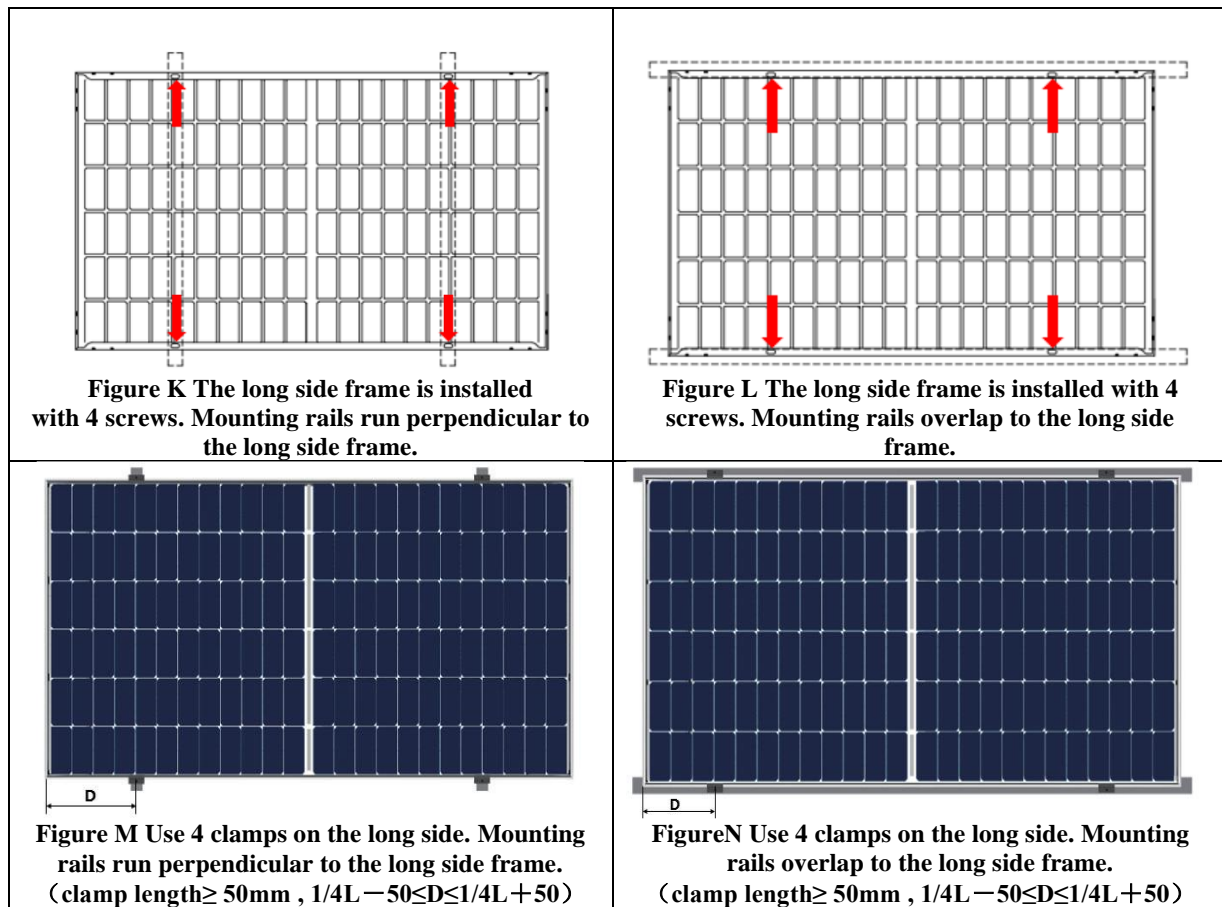 Figure K The long side frame is installed
with 4 screws. Mounting rails run perpendicular to
the long side frame.
Figure L The long side frame is installed with 4
screws. Mounting rails overlap to the long side
frame.
D
Figure M Use 4 clamps on the long side. Mounting
rails run perpendicular to the long side frame.
（clamp length≥ 50mm , 1/4L－50≤D≤1/4L＋50）
D
FigureN Use 4 clamps on the long side. Mounting
rails overlap to the long side frame.
（clamp length≥ 50mm , 1/4L－50≤D≤1/4L＋50）